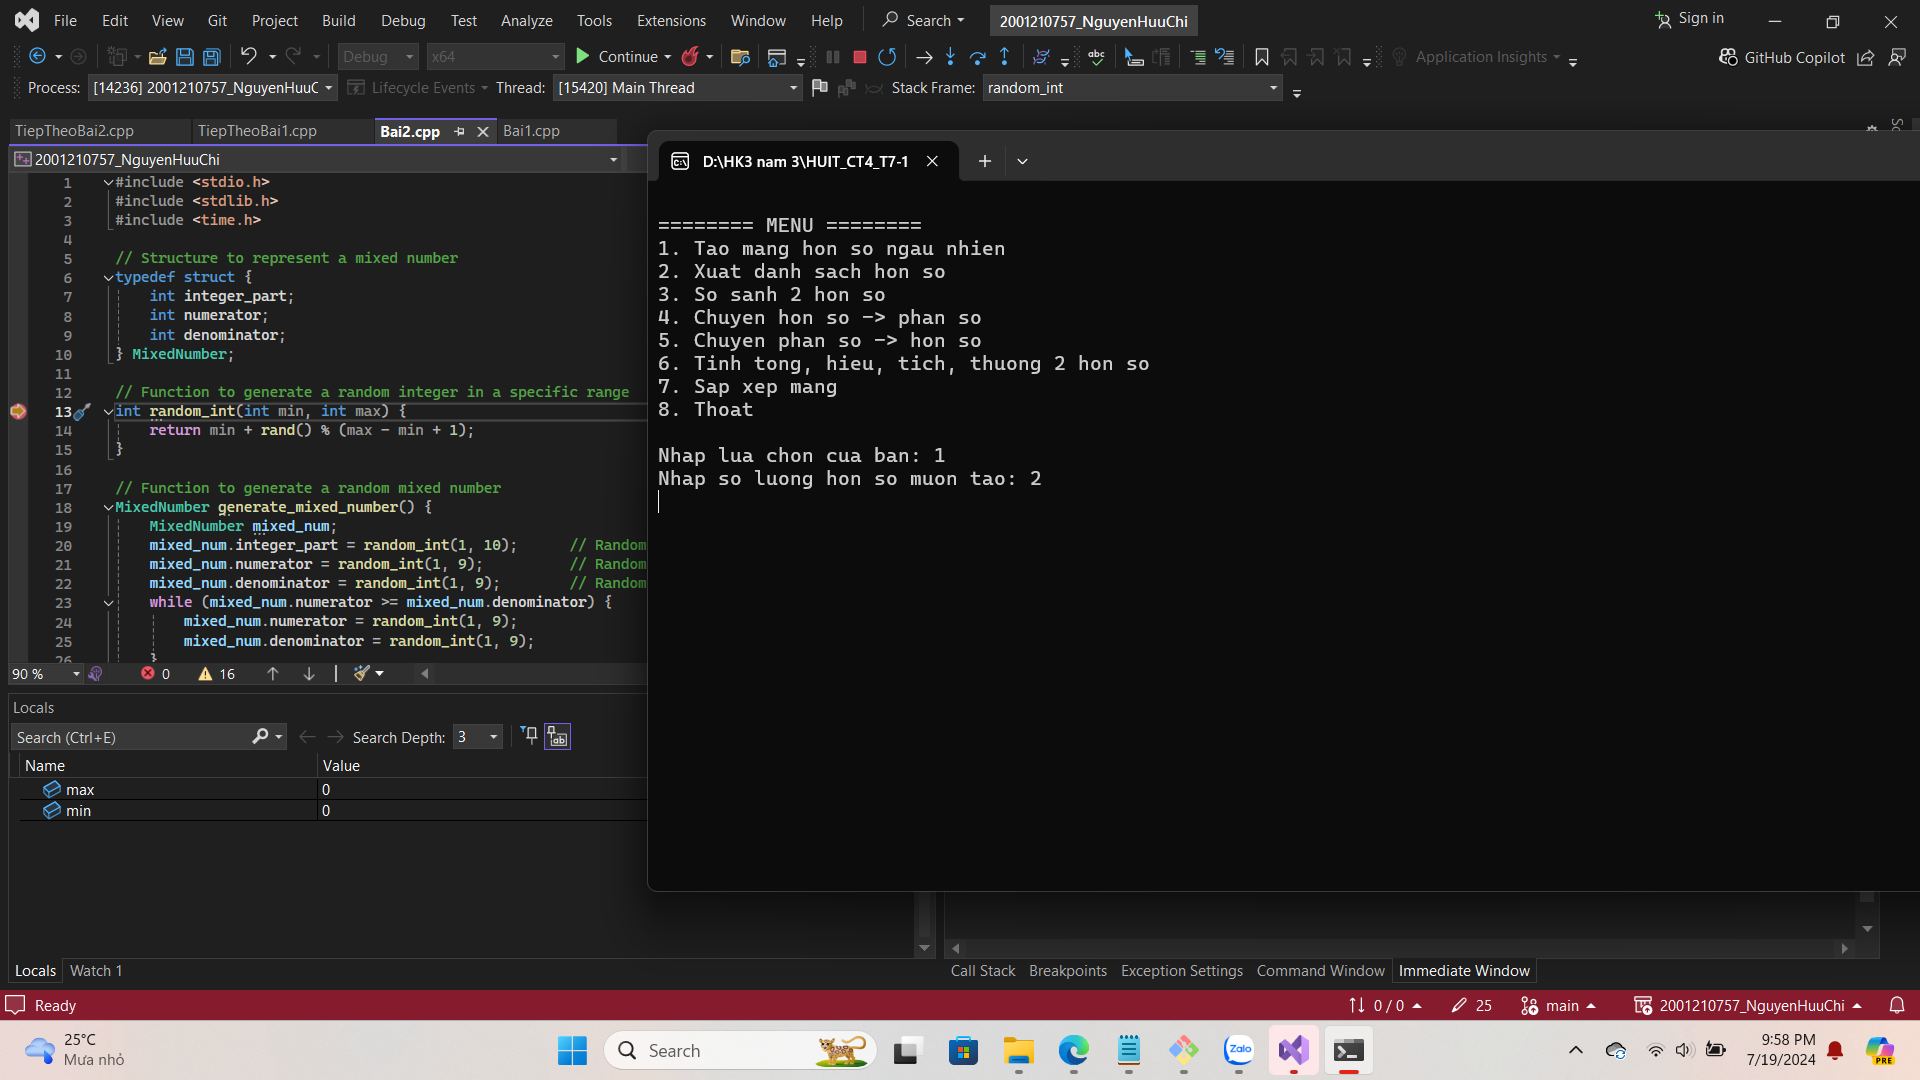 File Edit View Git Project Build Debug Test Analyze Tools Extensions Window Help Search 2001210757_NguyenHuuChi Sign in
Debug x64 Continue abc Application Insights GitHub Copilot
Process: [14236] 2001210757_NguyenHuuC Lifecycle Events Thread: [15420] Main Thread Stack Frame: random_int
TiepTheoBai2.cpp TiepTheoBai1.cpp Bai2.cpp Bai1.cpp
2001210757_NguyenHuuChi
1 #include <stdio.h>
2 #include <stdlib.h>
3 #include <time.h>
4
5 // Structure to represent a mixed number
6 typedef struct {
7 int integer_part;
8 int numerator;
9 int denominator;
10 } MixedNumber;
11
12 // Function to generate a random integer in a specific range
13 int random_int(int min, int max) {
14 return min + rand() % (max - min + 1);
15 }
16
17 // Function to generate a random mixed number
18 MixedNumber generate_mixed_number() {
19 MixedNumber mixed_num;
20 mixed_num.integer_part = random_int(1, 10); // Random
21 mixed_num.numerator = random_int(1, 9); // Random
22 mixed_num.denominator = random_int(1, 9); // Random
23 while (mixed_num.numerator >= mixed_num.denominator) {
24 mixed_num.numerator = random_int(1, 9);
25 mixed_num.denominator = random_int(1, 9);
26 }
90 % 0 16
D:\HK3 nam 3\HUIT_CT4_T7-1
======== MENU ========
1. Tao mang hon so ngau nhien
2. Xuat danh sach hon so
3. So sanh 2 hon so
4. Chuyen hon so -> phan so
5. Chuyen phan so -> hon so
6. Tinh tong, hieu, tich, thuong 2 hon so
7. Sap xep mang
8. Thoat
Nhap lua chon cua ban: 1
Nhap so luong hon so muon tao: 2
Locals
Search (Ctrl+E) Search Depth: 3
Name Value
max 0
min 0
Locals Watch 1
Call Stack Breakpoints Exception Settings Command Window Immediate Window
Ready 0 / 0 25 main 2001210757_NguyenHuuChi
25°C
Mưa nhỏ
Search
Zalo
9:58 PM
7/19/2024
PRE